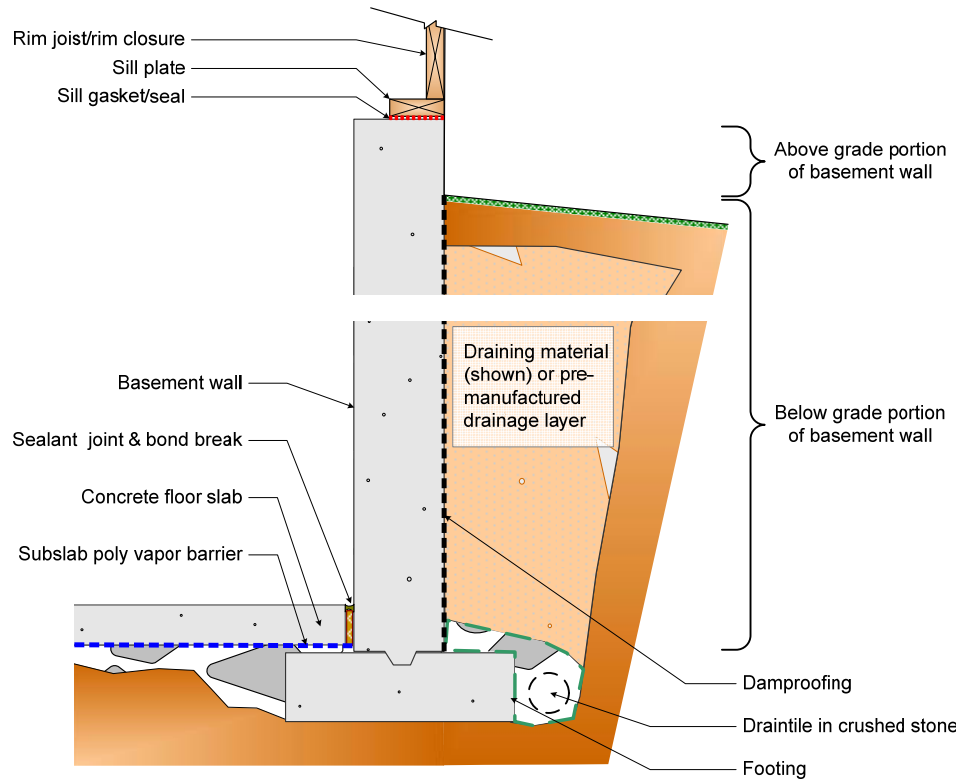 Rim joist/rim closure
Sill plate
Sill gasket/seal
Above grade portion
of basement wall
Draining material
(shown) or pre-
manufactured
drainage layer
Basement wall
Below grade portion
of basement wall
Sealant joint & bond break
Concrete floor slab
Subslab poly vapor barrier
Damproofing
Draintile in crushed stone
Footing